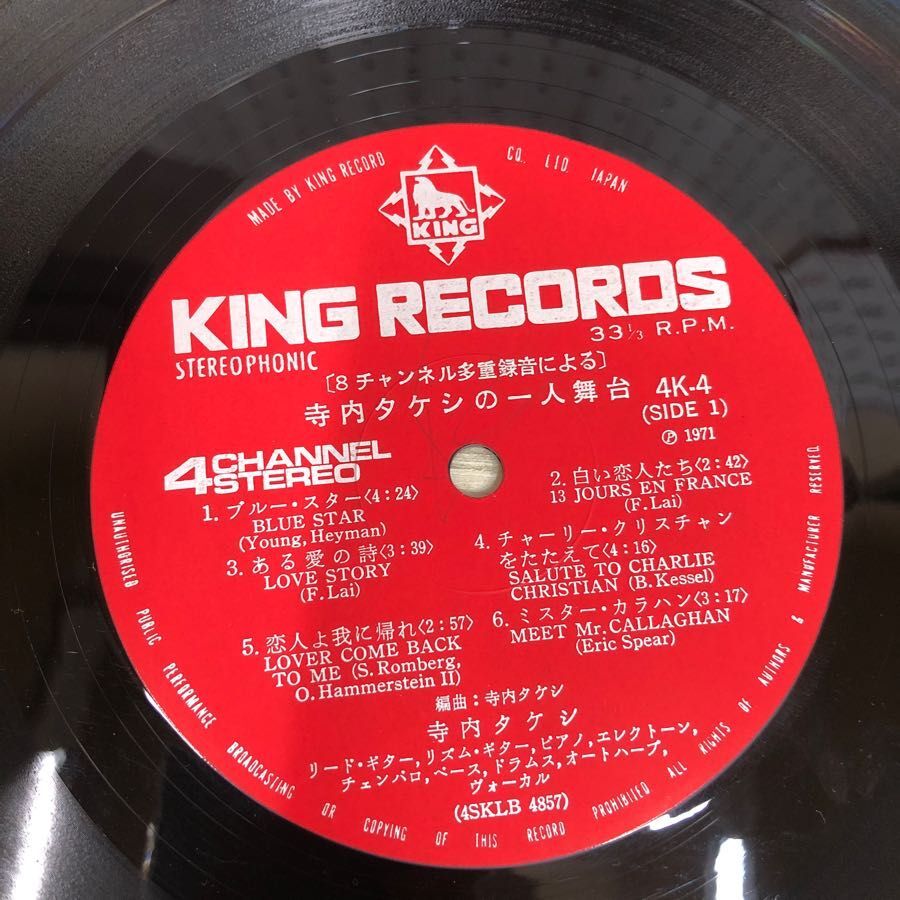 MADE BY KING RECORD CO. LTD. JAPAN
KING
KING RECORDS
STEREOPHONIC
33 1/3 R.P.M.
〔8 チャンネル多重録音による〕
寺内タケシの一人舞台
4K-4
(SIDE 1)
Ⓟ 1971
4 CHANNEL
STEREO
1. ブルー・スター〈4:24〉
BLUE STAR
(Young, Heyman)
2. 白い恋人たち〈2:42〉
13 JOURS EN FRANCE
(F. Lai)
3. ある愛の詩〈3:39〉
LOVE STORY
(F. Lai)
4. チャーリー・クリスチャン
をたたえて〈4:16〉
SALUTE TO CHARLIE
CHRISTIAN (B. Kessel)
5. 恋人よ我に帰れ〈2:57〉
LOVER COME BACK
TO ME (S. Romberg,
O. Hammerstein II)
6. ミスター・カラハン〈3:17〉
MEET Mr. CALLAGHAN
(Eric Spear)
編曲:寺内タケシ
寺内タケシ
リード・ギター, リズム・ギター, ピアノ, エレクトーン,
チェンバロ, ベース, ドラムス, オートハープ,
ヴォーカル
(4SKLB 4857)
UNAUTHORIZED PUBLIC PERFORMANCE BROADCASTING OR COPYING OF THIS RECORD PROHIBITED ALL RIGHTS OF AUTHORS & MANUFACTURER RESERVED